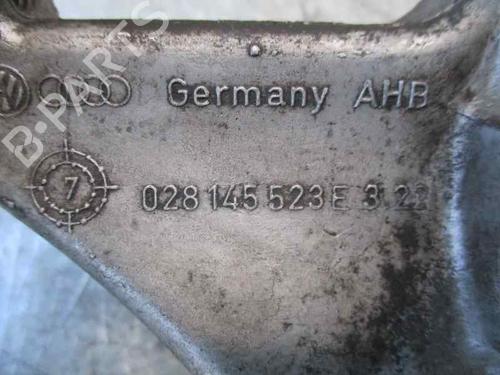 B-PARTS
Germany AHB
7
028 145 523 E 3.22